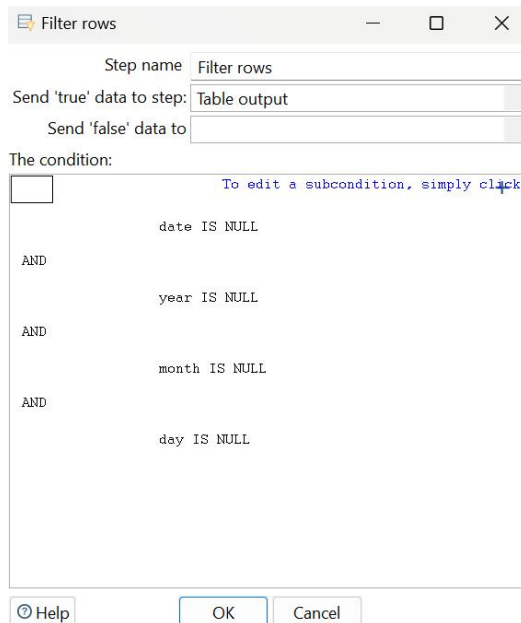 Filter rows
Step name Filter rows
Send 'true' data to step: Table output
Send 'false' data to
The condition:
To edit a subcondition, simply click
date IS NULL
AND
year IS NULL
AND
month IS NULL
AND
day IS NULL
Help OK Cancel